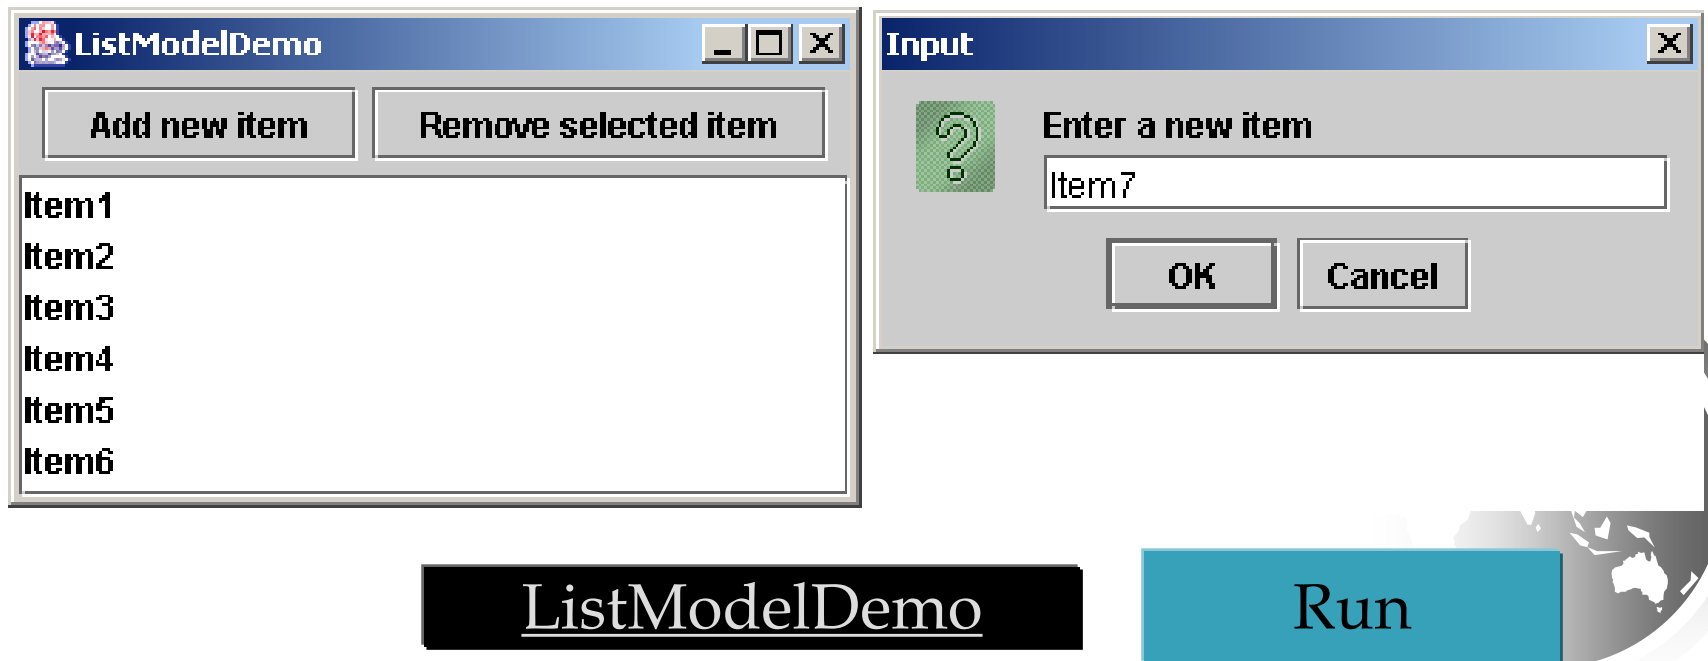 ListModelDemo
Add new item Remove selected item
Item1
Item2
Item3
Item4
Item5
Item6
Input
Enter a new item
Item7
OK Cancel
ListModelDemo
Run